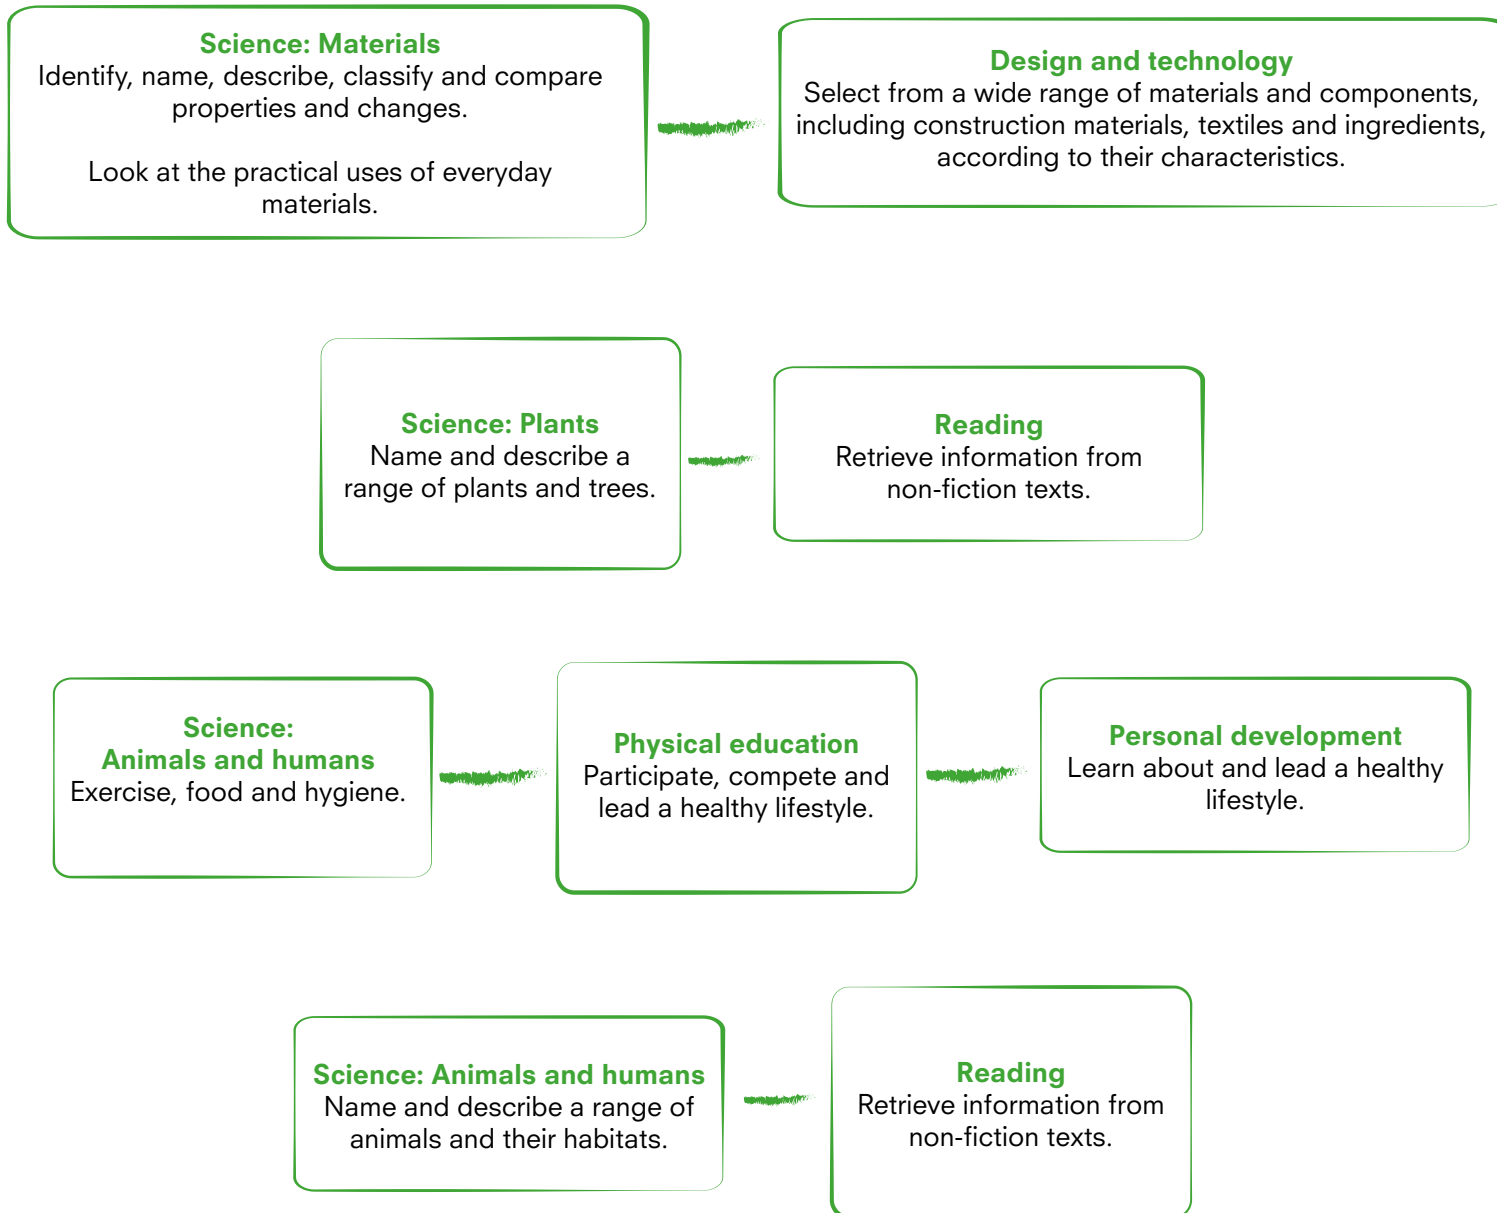 Science: Materials
Identify, name, describe, classify and compare
properties and changes.
Look at the practical uses of everyday
materials.
Design and technology
Select from a wide range of materials and components,
including construction materials, textiles and ingredients,
according to their characteristics.
Science: Plants
Name and describe a
range of plants and trees.
Reading
Retrieve information from
non-fiction texts.
Science:
Animals and humans
Exercise, food and hygiene.
Physical education
Participate, compete and
lead a healthy lifestyle.
Personal development
Learn about and lead a healthy
lifestyle.
Science: Animals and humans
Name and describe a range of
animals and their habitats.
Reading
Retrieve information from
non-fiction texts.